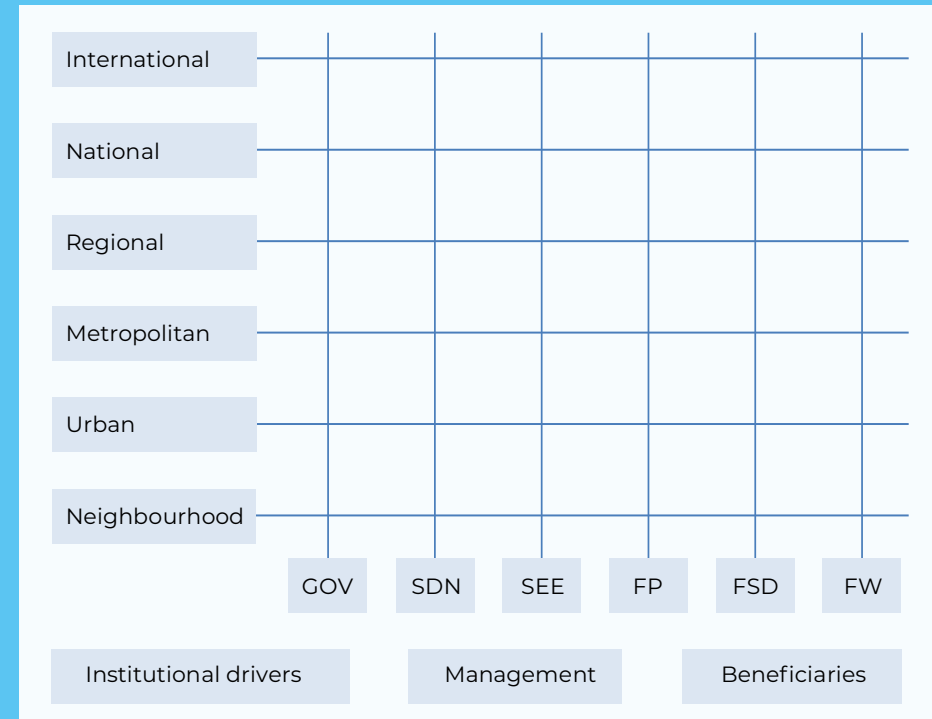 International
National
Regional
Metropolitan
Urban
Neighbourhood
GOV SDN SEE FP FSD FW
Institutional drivers Management Beneficiaries